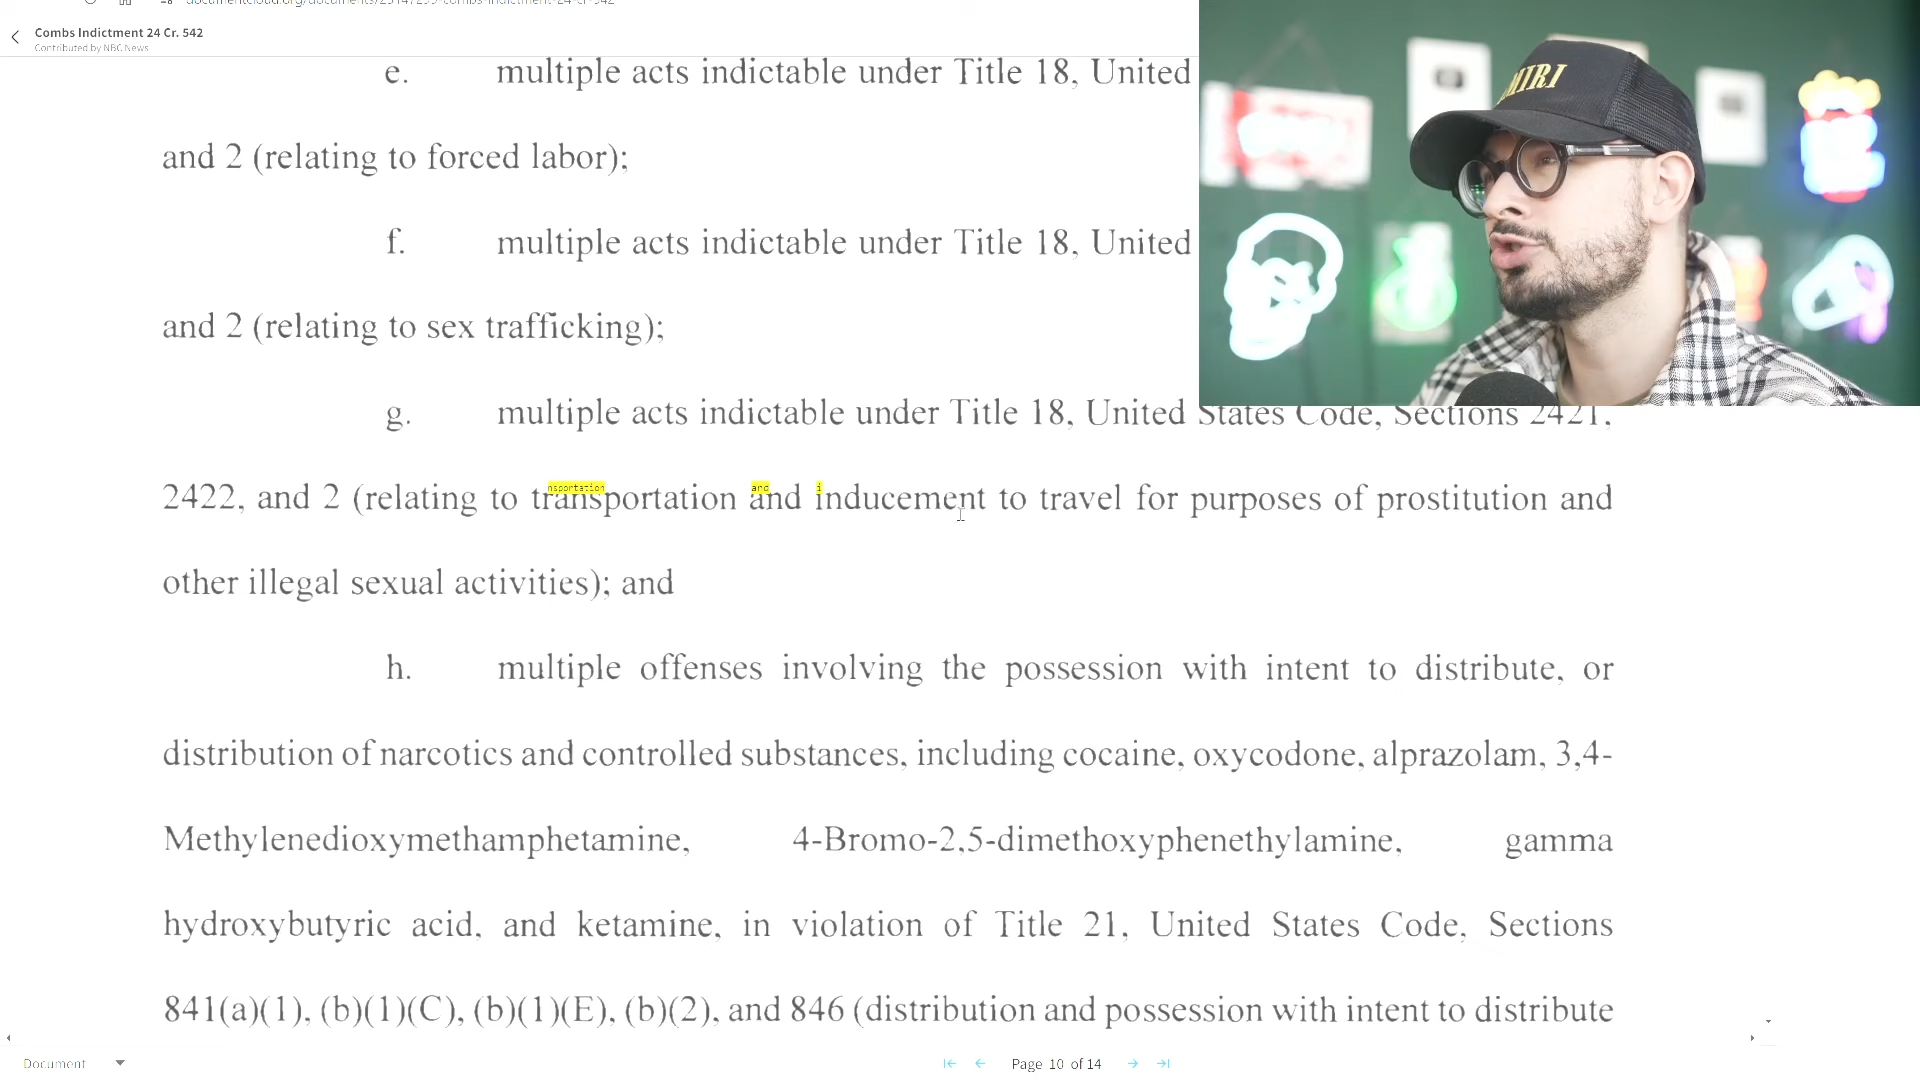 Combs Indictment 24 Cr. 542
Contributed by NBC News
e. multiple acts indictable under Title 18, United
and 2 (relating to forced labor);
f. multiple acts indictable under Title 18, United
and 2 (relating to sex trafficking);
g. multiple acts indictable under Title 18, United States Code, Sections 2421,
2422, and 2 (relating to transportation and inducement to travel for purposes of prostitution and
other illegal sexual activities); and
h. multiple offenses involving the possession with intent to distribute, or
distribution of narcotics and controlled substances, including cocaine, oxycodone, alprazolam, 3,4-
Methylenedioxymethamphetamine, 4-Bromo-2,5-dimethoxyphenethylamine, gamma
hydroxybutyric acid, and ketamine, in violation of Title 21, United States Code, Sections
841(a)(1), (b)(1)(C), (b)(1)(E), (b)(2), and 846 (distribution and possession with intent to distribute
Document
Page 10 of 14
MIRI